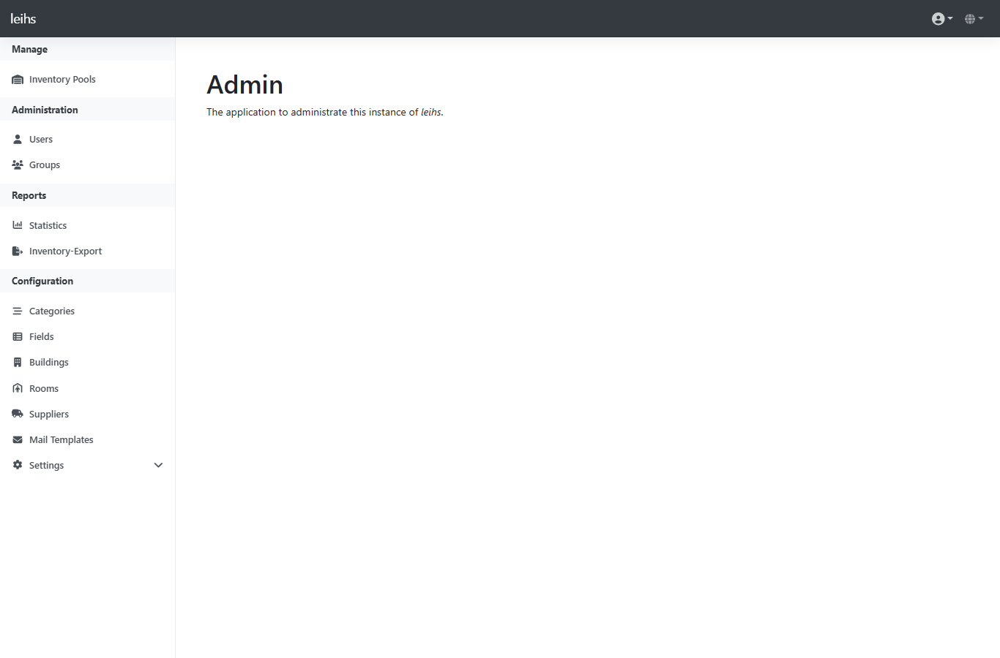 leihs
Manage
Inventory Pools
Administration
Users
Groups
Reports
Statistics
Inventory-Export
Configuration
Categories
Fields
Buildings
Rooms
Suppliers
Mail Templates
Settings
Admin
The application to administrate this instance of leihs.